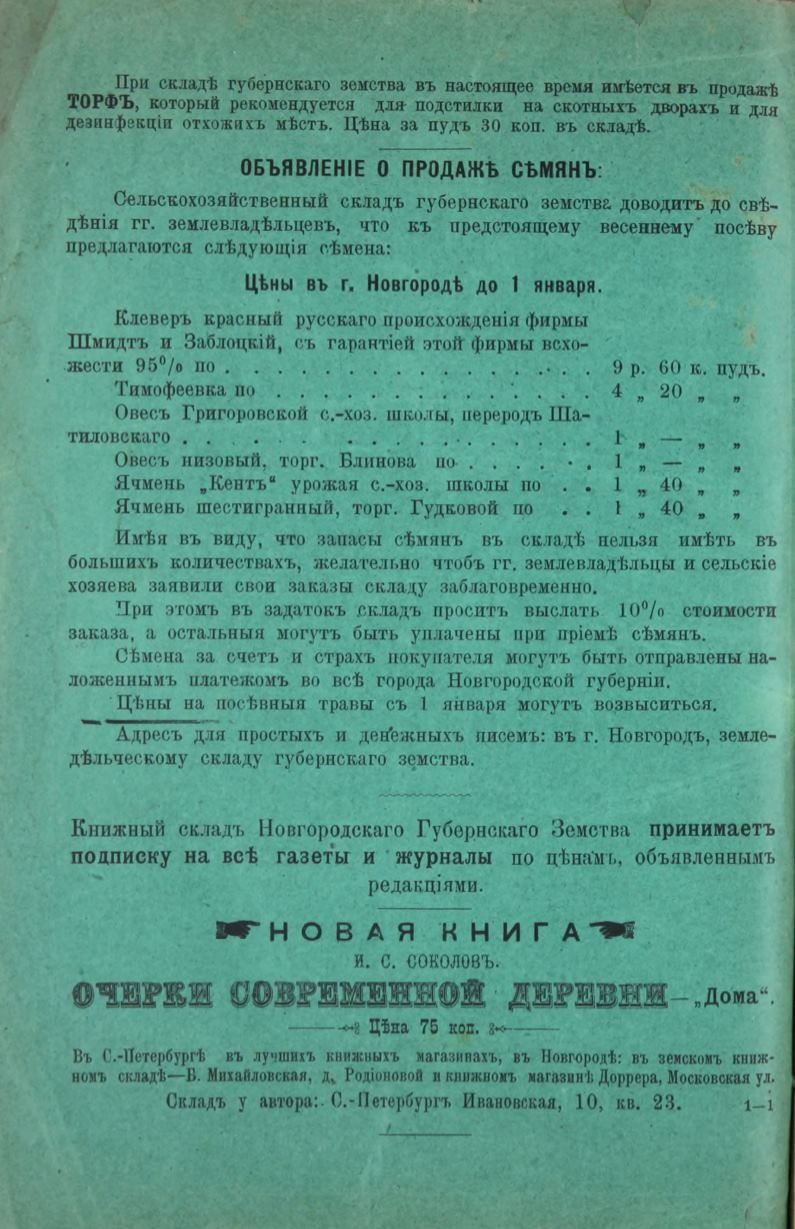 При складѣ губернскаго земства въ настоящее время имѣется въ продажѣ
ТОРФЪ, который рекомендуется для подстилки на скотныхъ дворахъ и для
дезинфекціи отхожихъ мѣстъ. Цѣна за пудъ 30 коп. въ складѣ.
ОБЪЯВЛЕНІЕ О ПРОДАЖѢ СѢМЯНЪ:
Сельскохозяйственный складъ губернскаго земства доводитъ до свѣ-
дѣнія гг. землевладѣльцевъ, что къ предстоящему весеннему посѣву
предлагаются слѣдующія сѣмена:
Цѣны въ г. Новгородѣ до 1 января.
Клеверъ красный русскаго происхожденія фирмы
Шмидтъ и Заблоцкій, съ гарантіей этой фирмы всхо-
жести 95% по . . . . . . . . . . . . . . . . . 9 р. 60 к. пудъ.
Тимофеевка по . . . . . . . . . . . . . . . 4 „ 20 „ „
Овесъ Григоровской с.-хоз. школы, перродъ Ша-
тиловскаго . . . . . . . . . . . . . . . . . . 1 „ — „ „
Овесъ низовый, торг. Блинова по . . . . . . . 1 „ — „ „
Ячмень „Кентъ“ урожая с.-хоз. школы по . . 1 „ 40 „ „
Ячмень шестигранный, торг. Гудковой по . . 1 „ 40 „ „
Имѣя въ виду, что запасы сѣмянъ въ складѣ нельзя имѣть въ
большихъ количествахъ, желательно чтобъ гг. землевладѣльцы и сельскіе
хозяева заявили свои заказы складу заблаговременно.
При этомъ въ задатокъ складъ проситъ выслать 10% стоимости
заказа, а остальныя могутъ быть уплачены при пріемѣ сѣмянъ.
Сѣмена за счетъ и страхъ покупателя могутъ быть отправлены на-
ложеннымъ платежомъ во всѣ города Новгородской губерніи.
Цѣны на посѣвныя травы съ 1 января могутъ возвыситься.
Адресъ для простыхъ и денежныхъ писемъ: въ г. Новгородъ, земле-
дѣльческому складу губернскаго земства.
Книжный складъ Новгородскаго Губернскаго Земства принимаетъ
подписку на всѣ газеты и журналы по цѣнамъ, объявленнымъ
редакціями.
НОВАЯ КНИГА
И. С. СОКОЛОВЪ.
ОЧЕРКИ СОВРЕМЕННОЙ ДЕРЕВНИ — „Дома“.
Цѣна 75 коп.
Въ С.-Петербургѣ въ лучшихъ книжныхъ магазинахъ, въ Новгородѣ: въ земскомъ книж-
номъ складѣ—Б. Михайловская, д. Родіоновой и книжномъ магазинѣ Доррера, Московская ул.
Складъ у автора: С.-Петербургъ Ивановская, 10, кв. 23. 1—1